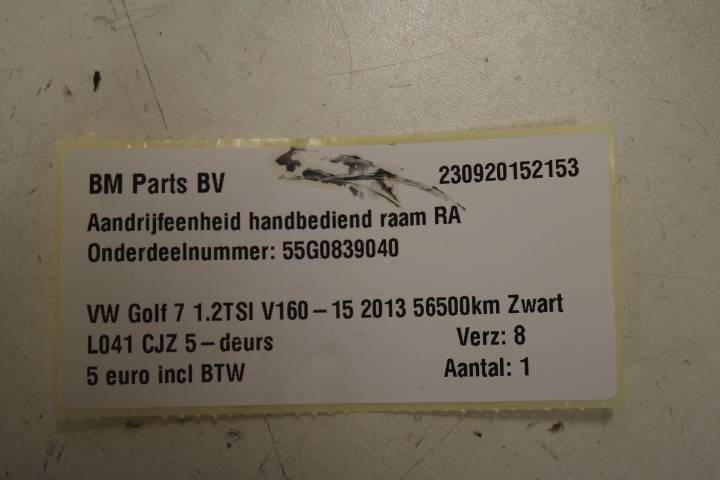 BM Parts BV 230920152153
Aandrijfeenheid handbediend raam RA
Onderdeelnummer: 55G0839040
VW Golf 7 1.2TSI V160-15 2013 56500km Zwart
L041 CJZ 5-deurs Verz: 8
5 euro incl BTW Aantal: 1